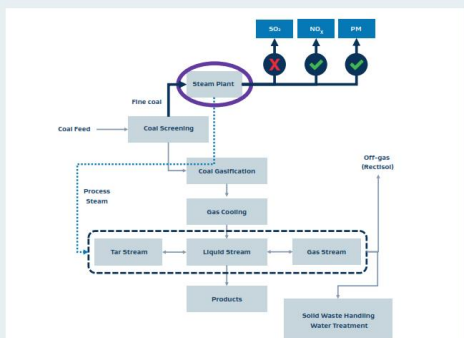 SO₂
NOₓ
PM
Steam Plant
Fine coal
Coal Feed
Coal Screening
Coal Gasification
Off-gas
(Rectisol)
Process
Steam
Gas Cooling
Tar Stream
Liquid Stream
Gas Stream
Products
Solid Waste Handling
Water Treatment